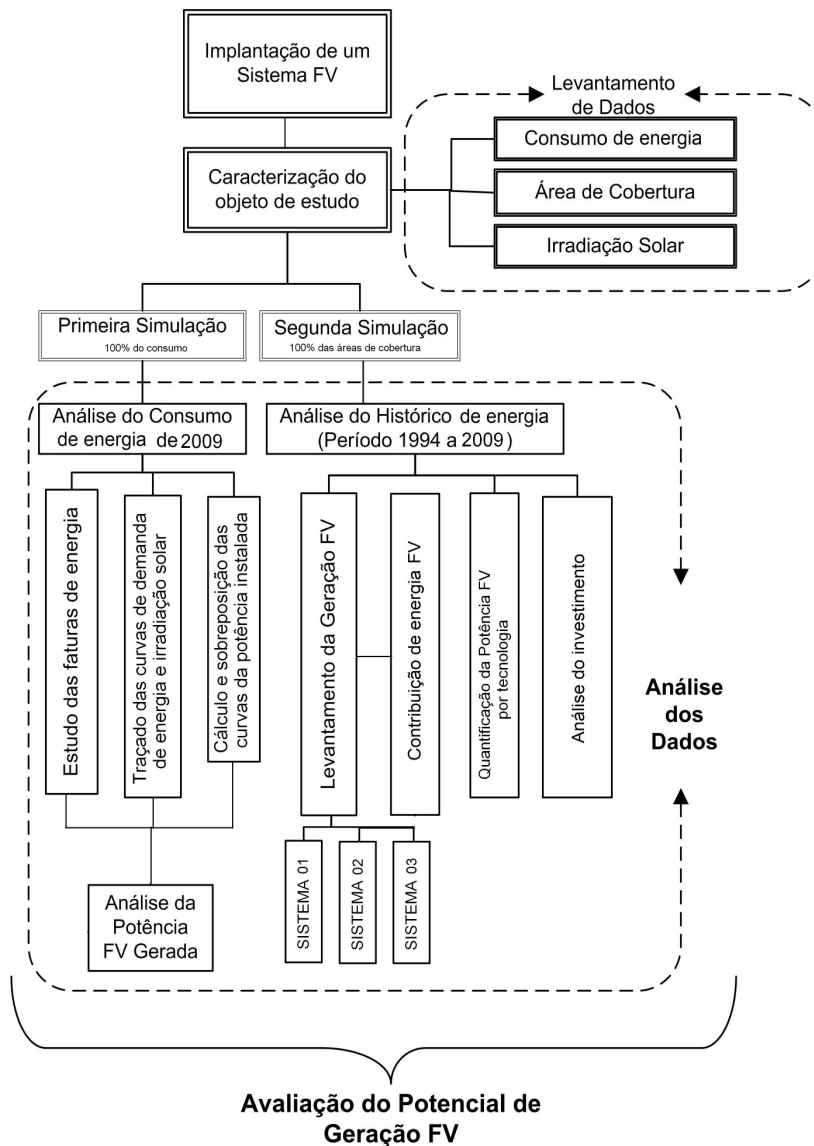 Implantação de um
Sistema FV
Levantamento
de Dados
Consumo de energia
Caracterização do
objeto de estudo
Área de Cobertura
Irradiação Solar
Primeira Simulação
100% do consumo
Segunda Simulação
100% das áreas de cobertura
Análise do Consumo
de energia de 2009
Análise do Histórico de energia
(Período 1994 a 2009)
Estudo das faturas de energia
Traçado das curvas de demanda
de energia e irradiação solar
Cálculo e sobreposição das
curvas da potência instalada
Levantamento da Geração FV
Contribuição de energia FV
Quantificação da Potência FV
por tecnologia
Análise do investimento
Análise
dos
Dados
Análise da
Potência
FV Gerada
SISTEMA 01
SISTEMA 02
SISTEMA 03
Avaliação do Potencial de
Geração FV